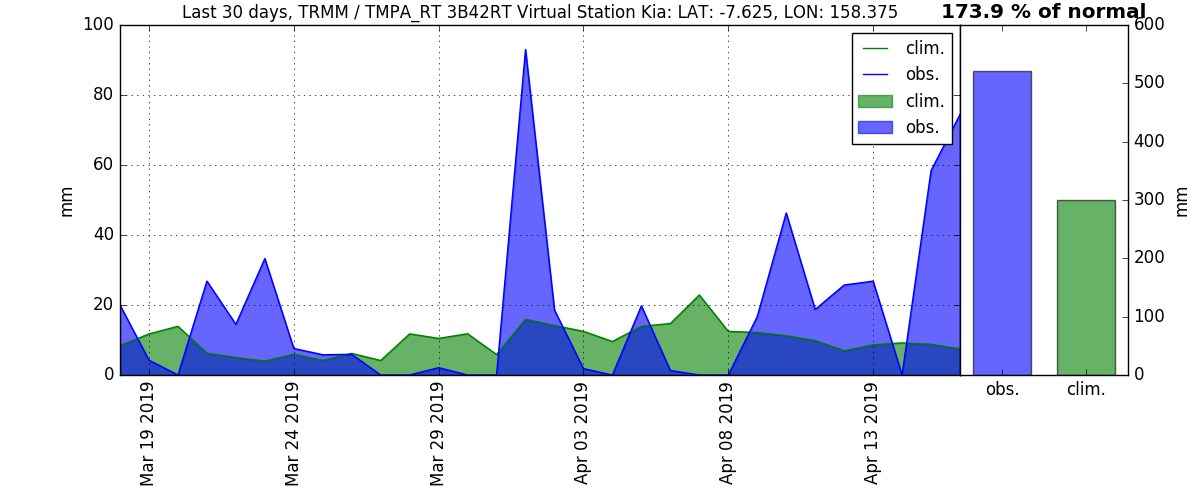 Last 30 days, TRMM / TMPA_RT 3B42RT Virtual Station Kia: LAT: -7.625, LON: 158.375
173.9 % of normal
100
80
60
40
20
0
mm
clim.
obs.
clim.
obs.
600
500
400
300
200
100
0
mm
Mar 19 2019
Mar 24 2019
Mar 29 2019
Apr 03 2019
Apr 08 2019
Apr 13 2019
obs.
clim.